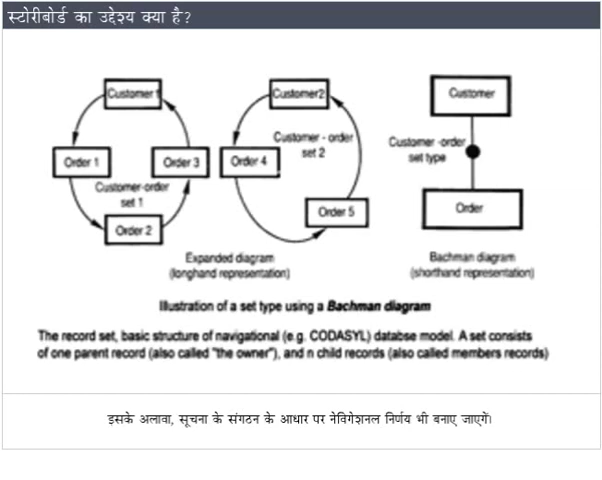 स्टोरीबोर्ड का उद्देश्य क्या है?
Customer1
Customer2
Customer
Customer - order
set 2
Customer -order
set type
Order 1
Order 3
Order 4
Customer-order
set 1
Order 2
Order 5
Order
Expanded diagram
(longhand representation)
Bachman diagram
(shorthand representation)
Illustration of a set type using a Bachman diagram
The record set, basic structure of navigational (e.g. CODASYL) databse model. A set consists
of one parent record (also called "the owner"), and n child records (also called members records)
इसके अलावा, सूचना के संगठन के आधार पर नेविगेशनल निर्णय भी बनाए जाएगें।